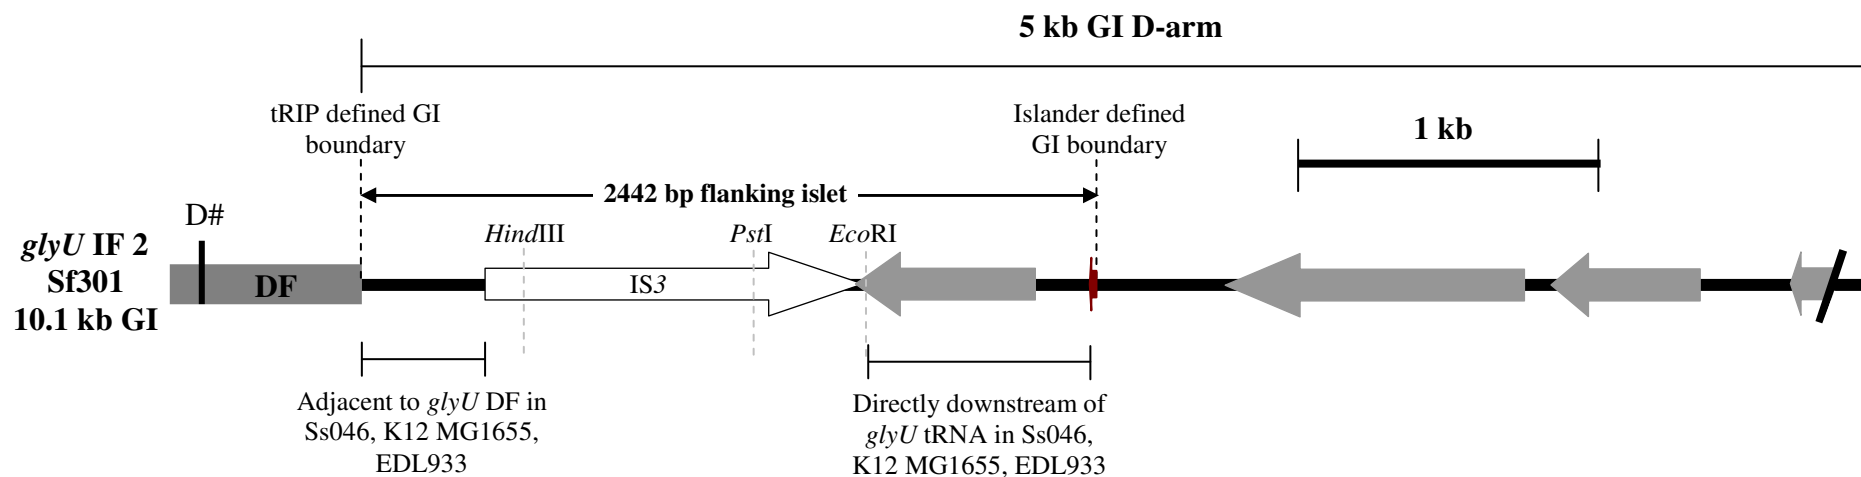 5 kb GI D-arm
tRIP defined GI
boundary
Islander defined
GI boundary
1 kb
2442 bp flanking islet
D#
HindIII
PstI
EcoRI
glyU IF 2
Sf301
10.1 kb GI
DF
IS3
Adjacent to glyU DF in
Ss046, K12 MG1655,
EDL933
Directly downstream of
glyU tRNA in Ss046,
K12 MG1655, EDL933